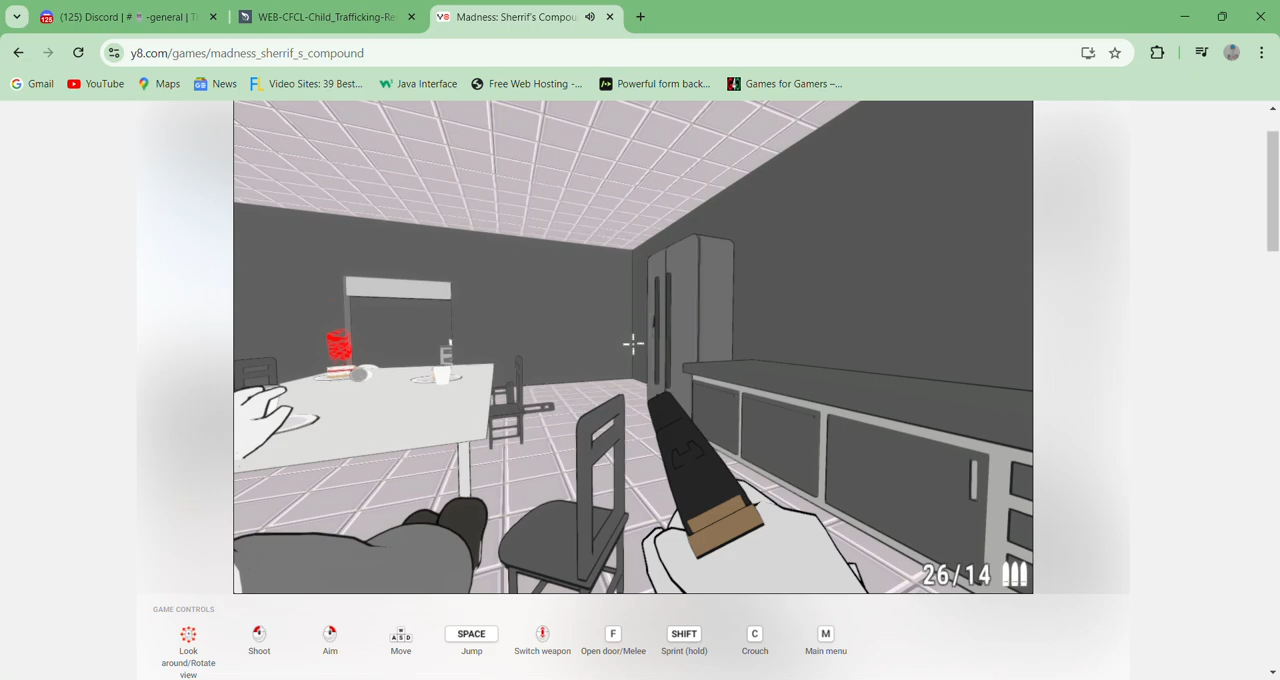 (125) Discord | # -general | T
WEB-CFCL-Child_Trafficking-Re
Madness: Sherrif's Compou
y8.com/games/madness_sherrif_s_compound
Gmail
YouTube
Maps
News
Video Sites: 39 Best...
Java Interface
Free Web Hosting -...
Powerful form back...
Games for Gamers –...
26/14
GAME CONTROLS
SPACE
F
SHIFT
C
M
Look around/Rotate view
Shoot
Aim
Move
Jump
Switch weapon
Open door/Melee
Sprint (hold)
Crouch
Main menu